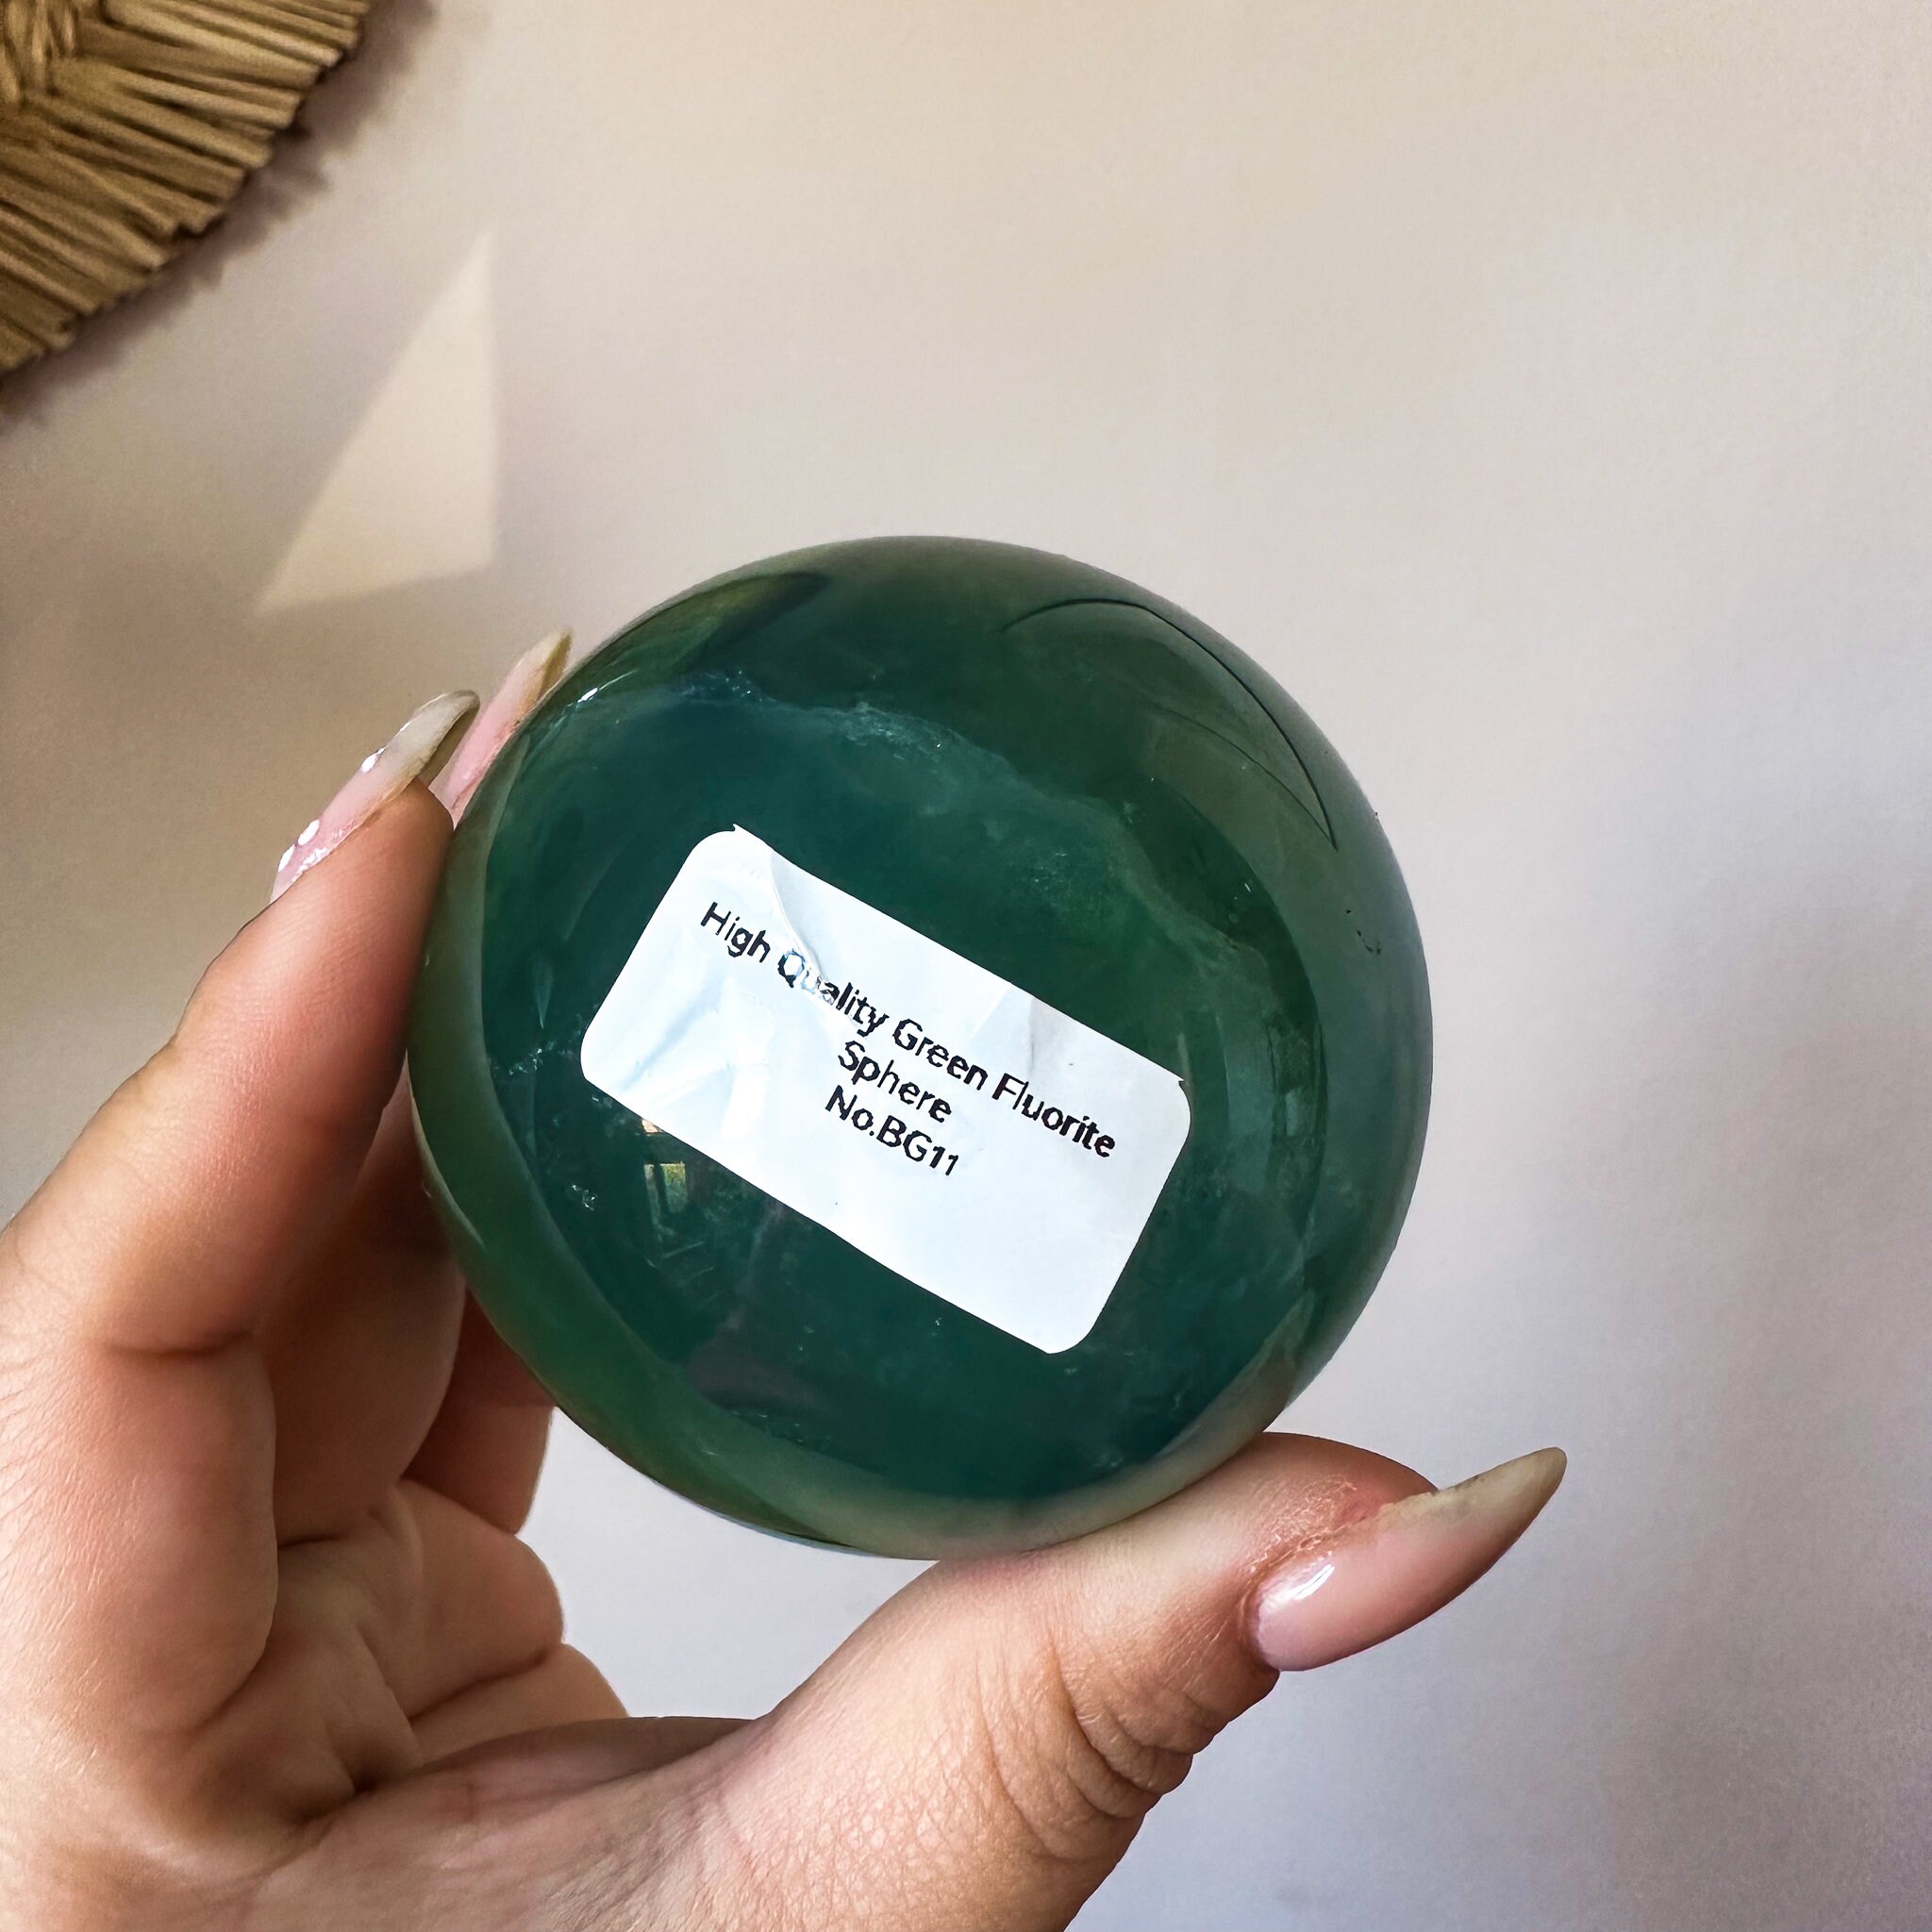 High Quality Green Fluorite
Sphere
No.BG11